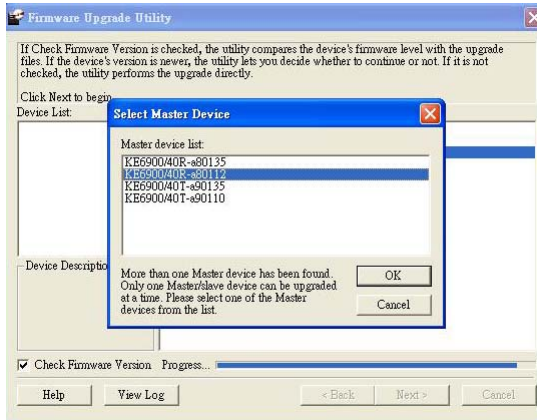 Firmware Upgrade Utility
If Check Firmware Version is checked, the utility compares the device's firmware level with the upgrade
files. If the device's version is newer, the utility lets you decide whether to continue or not. If it is not
checked, the utility performs the upgrade directly.
Click Next to begin
Device List:
Select Master Device
Master device list:
KE6900/40R-a80135
KE6900/40R-a80112
KE6900/40T-a90135
KE6900/40T-a90110
More than one Master device has been found.
Only one Master/slave device can be upgraded
at a time. Please select one of the Master
devices from the list.
OK
Cancel
Device Descriptio
Check Firmware Version Progress...
Help View Log < Back Next > Cancel